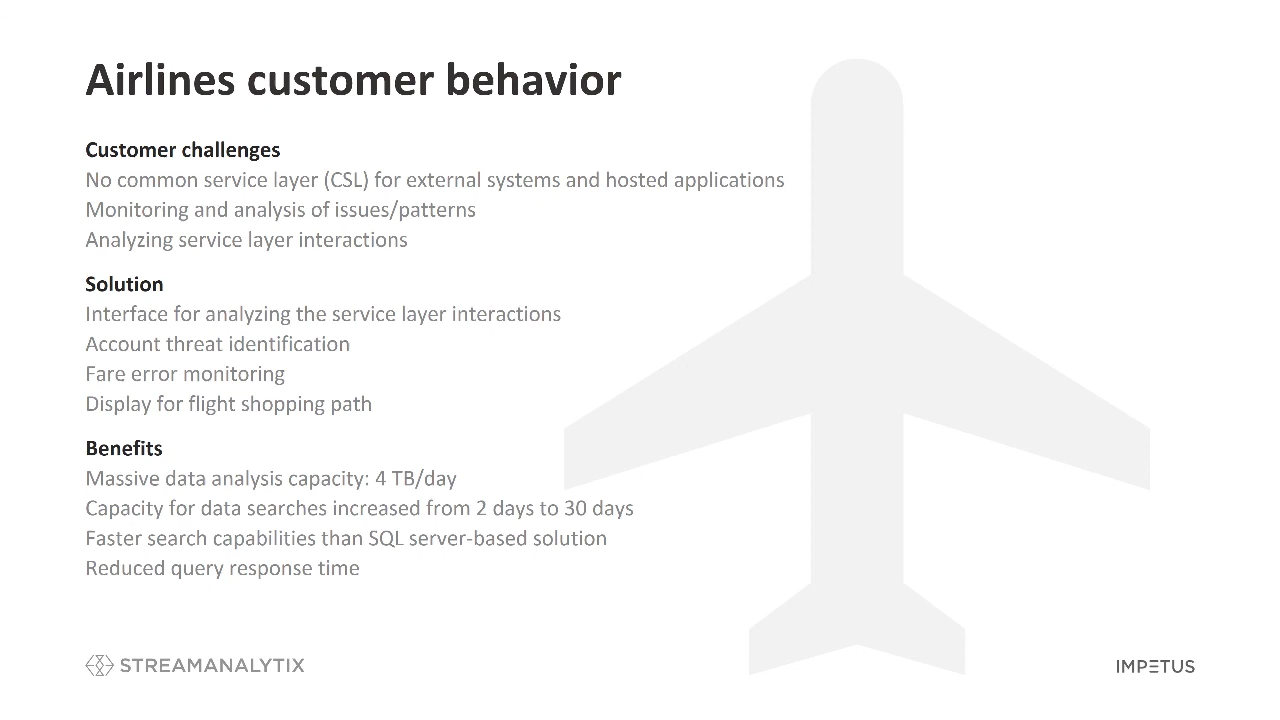 Airlines customer behavior
Customer challenges
No common service layer (CSL) for external systems and hosted applications
Monitoring and analysis of issues/patterns
Analyzing service layer interactions
Solution
Interface for analyzing the service layer interactions
Account threat identification
Fare error monitoring
Display for flight shopping path
Benefits
Massive data analysis capacity: 4 TB/day
Capacity for data searches increased from 2 days to 30 days
Faster search capabilities than SQL server-based solution
Reduced query response time
STREAMANALYTIX
IMPETUS